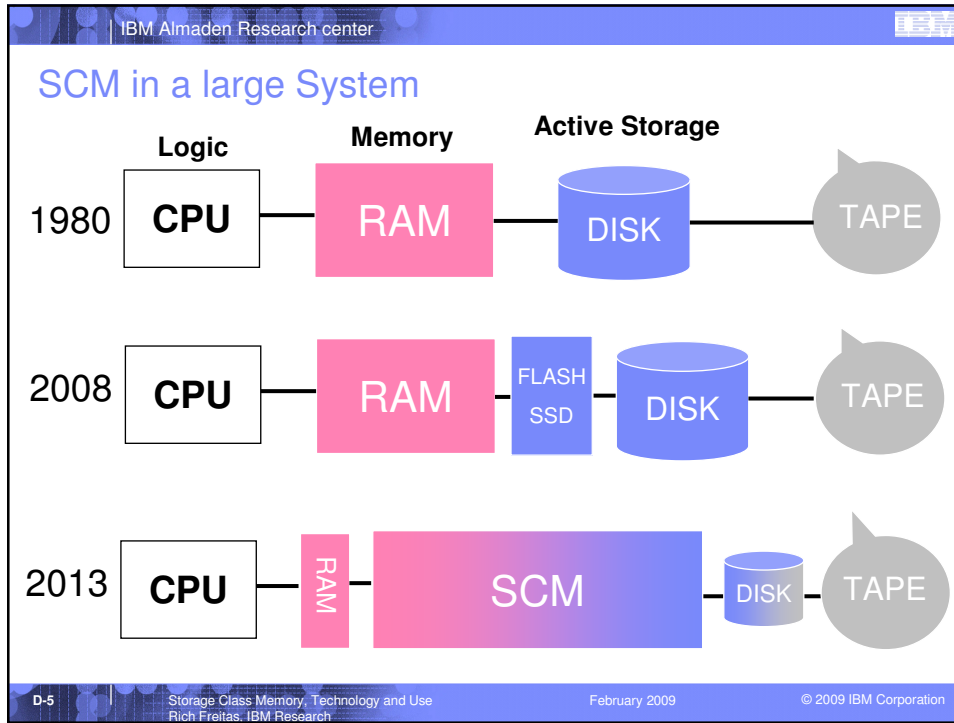 IBM Almaden Research center
IBM
SCM in a large System
Logic
Memory
Active Storage
1980
CPU
RAM
DISK
TAPE
2008
CPU
RAM
FLASH
SSD
DISK
TAPE
2013
CPU
RAM
SCM
DISK
TAPE
D-5
Storage Class Memory, Technology and Use
Rich Freitas, IBM Research
February 2009
© 2009 IBM Corporation